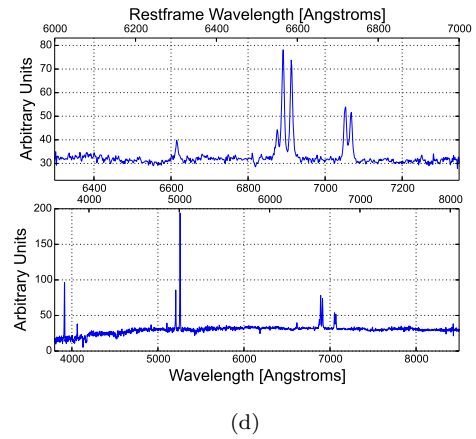 Restframe Wavelength [Angstroms]
6000 6200 6400 6600 6800 7000
80
70
60
50
40
30
Arbitrary Units
6400 6600 6800 7000 7200
4000 5000 6000 7000 8000
200
150
100
50
0
Arbitrary Units
4000 5000 6000 7000 8000
Wavelength [Angstroms]
(d)